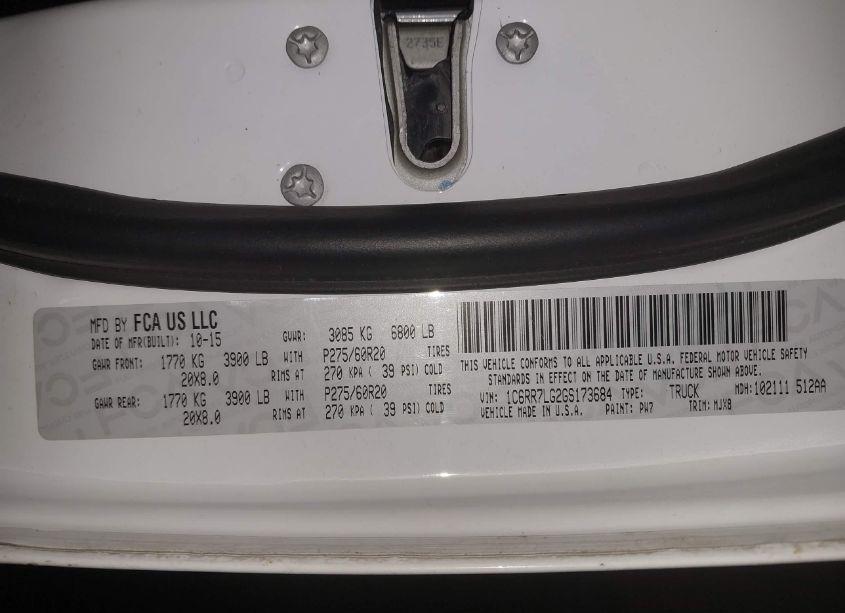 2735E
MFD BY FCA US LLC
DATE OF MFR(BUILT): 10-15 GVWR: 3085 KG 6800 LB
GAWR FRONT: 1770 KG 3900 LB WITH P275/60R20 TIRES
20X8.0 RIMS AT 270 KPA ( 39 PSI) COLD
GAWR REAR: 1770 KG 3900 LB WITH P275/60R20 TIRES
20X8.0 RIMS AT 270 KPA ( 39 PSI) COLD
THIS VEHICLE CONFORMS TO ALL APPLICABLE U.S.A. FEDERAL MOTOR VEHICLE SAFETY
STANDARDS IN EFFECT ON THE DATE OF MANUFACTURE SHOWN ABOVE.
VIN: 1C6RR7LG2GS173684 TYPE: TRUCK MDH: 102111 512AA
VEHICLE MADE IN U.S.A. PAINT: PW7 TRIM: MJX8